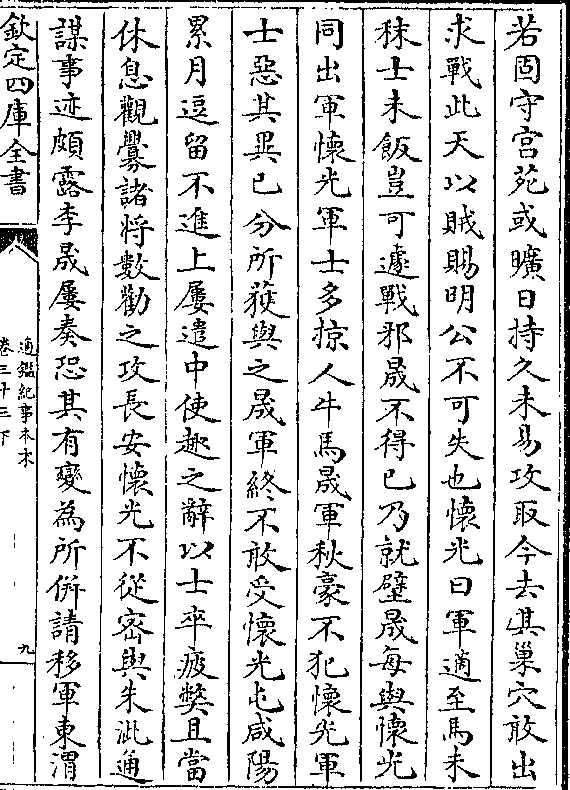 若固守宫苑或曠日持久未易攻取今去其巢穴敢出
求戰此天以賊賜明公不可失也懷光曰軍適至馬未
秣士未飯豈可遽戰邪晟不得已乃就壁晟每與懷光
同出軍懷光軍士多掠人牛馬晟軍秋豪不犯懷光軍
士惡其異已分所獲與之晟軍終不敢受懷光屯咸陽
累月逗留不進上屢遣中使趣之辭以士卒疲弊且當
休息觀釁諸将數勸之攻長安懷光不從密與朱泚通
謀事迹頗露李晟屢奏恐其有變為所併請移軍東渭
欽定四庫全書
通鑑紀事本末
卷三十三下
九